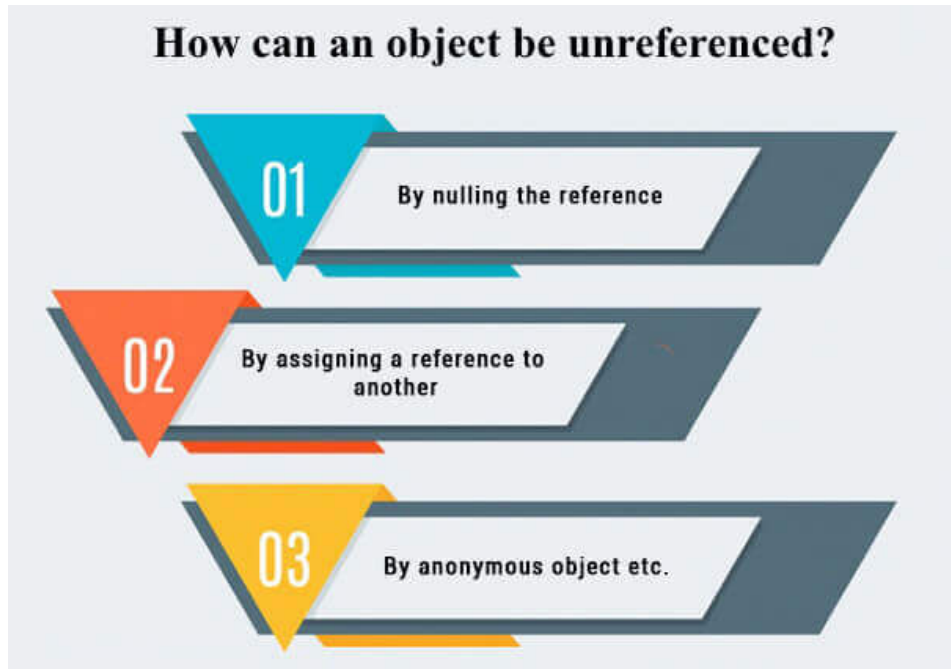 How can an object be unreferenced?
01
By nulling the reference
02
By assigning a reference to
another
03
By anonymous object etc.